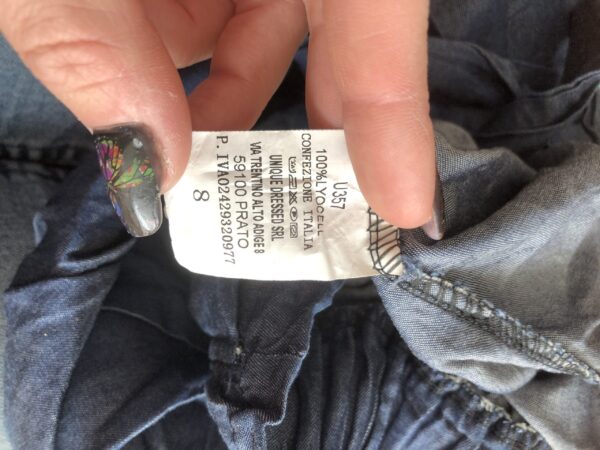 U357
100%LYOCELL
CONFEZIONE ITALIA
UNIQUE DRESSED SRL
VIA TRENTINO ALTO ADIGE 8
59100 PRATO
P.IVA02429320977
8